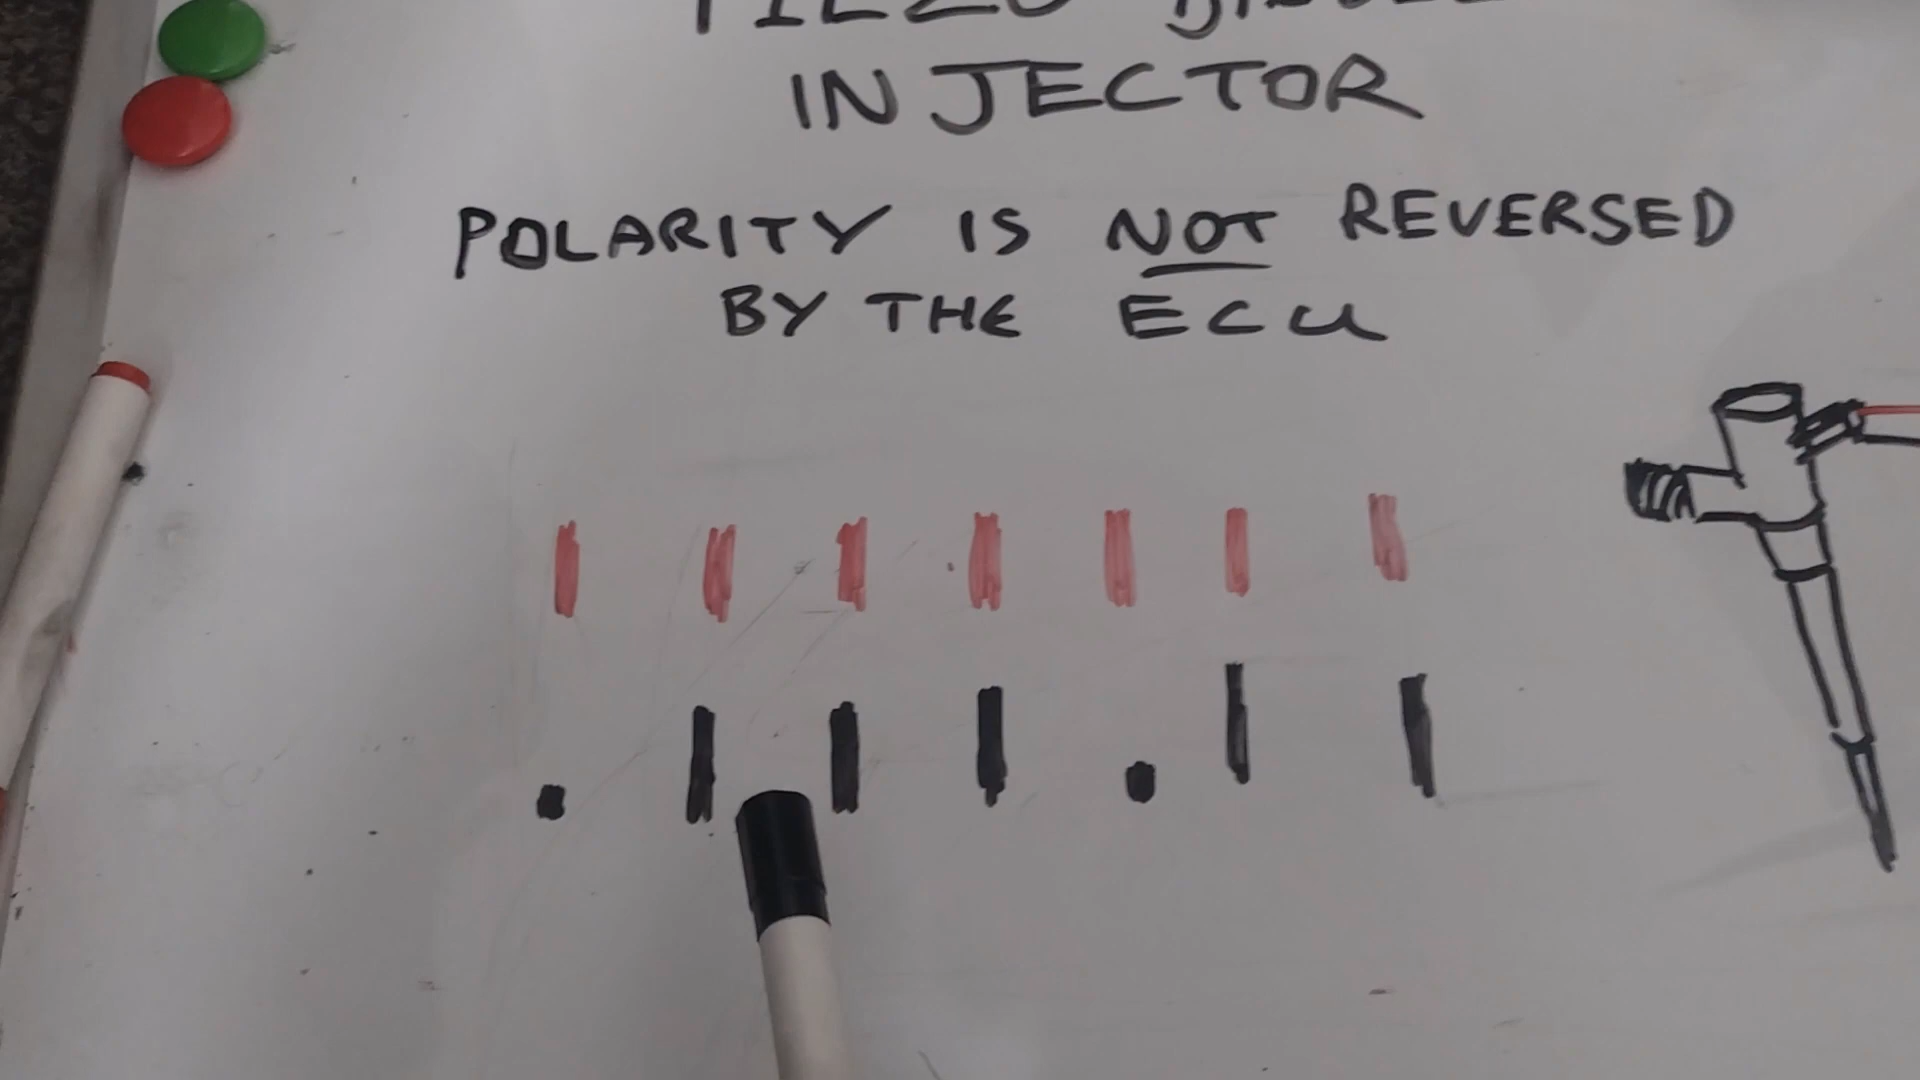 INJECTOR
POLARITY IS NOT REVERSED
BY THE ECU